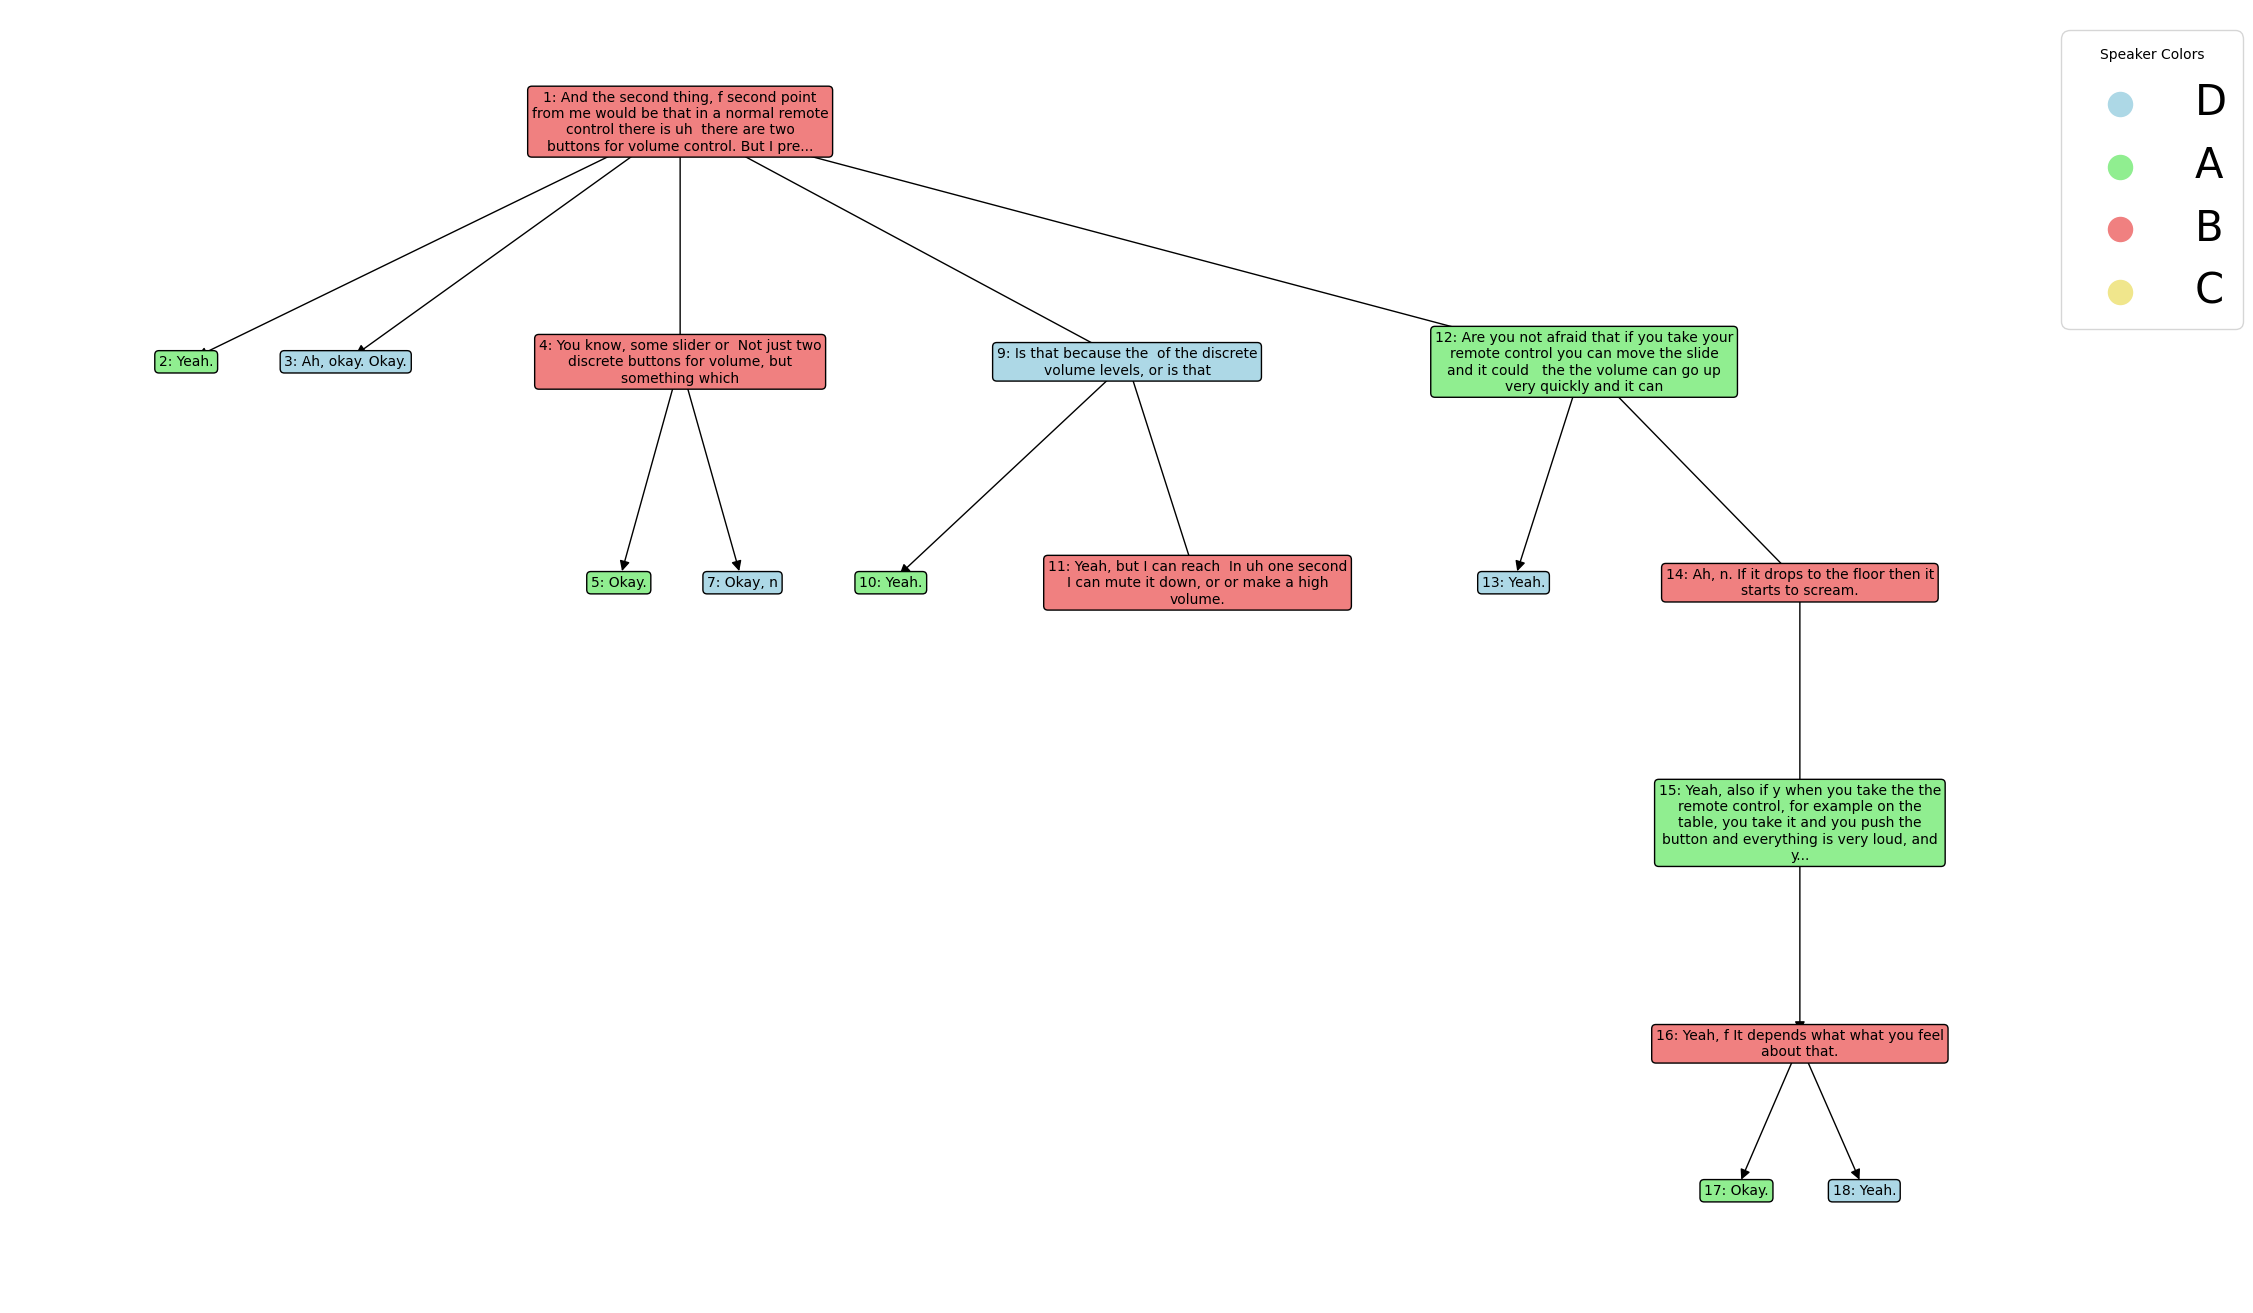 Speaker Colors
D
A
B
C
1: And the second thing, f second point
from me would be that in a normal remote
control there is uh  there are two
buttons for volume control. But I pre...
2: Yeah.
3: Ah, okay. Okay.
4: You know, some slider or  Not just two
discrete buttons for volume, but
something which
9: Is that because the  of the discrete
volume levels, or is that
12: Are you not afraid that if you take your
remote control you can move the slide
and it could   the the volume can go up
very quickly and it can
5: Okay.
7: Okay, n
10: Yeah.
11: Yeah, but I can reach  In uh one second
I can mute it down, or or make a high
volume.
13: Yeah.
14: Ah, n. If it drops to the floor then it
starts to scream.
15: Yeah, also if y when you take the the
remote control, for example on the
table, you take it and you push the
button and everything is very loud, and
y...
16: Yeah, f It depends what what you feel
about that.
17: Okay.
18: Yeah.